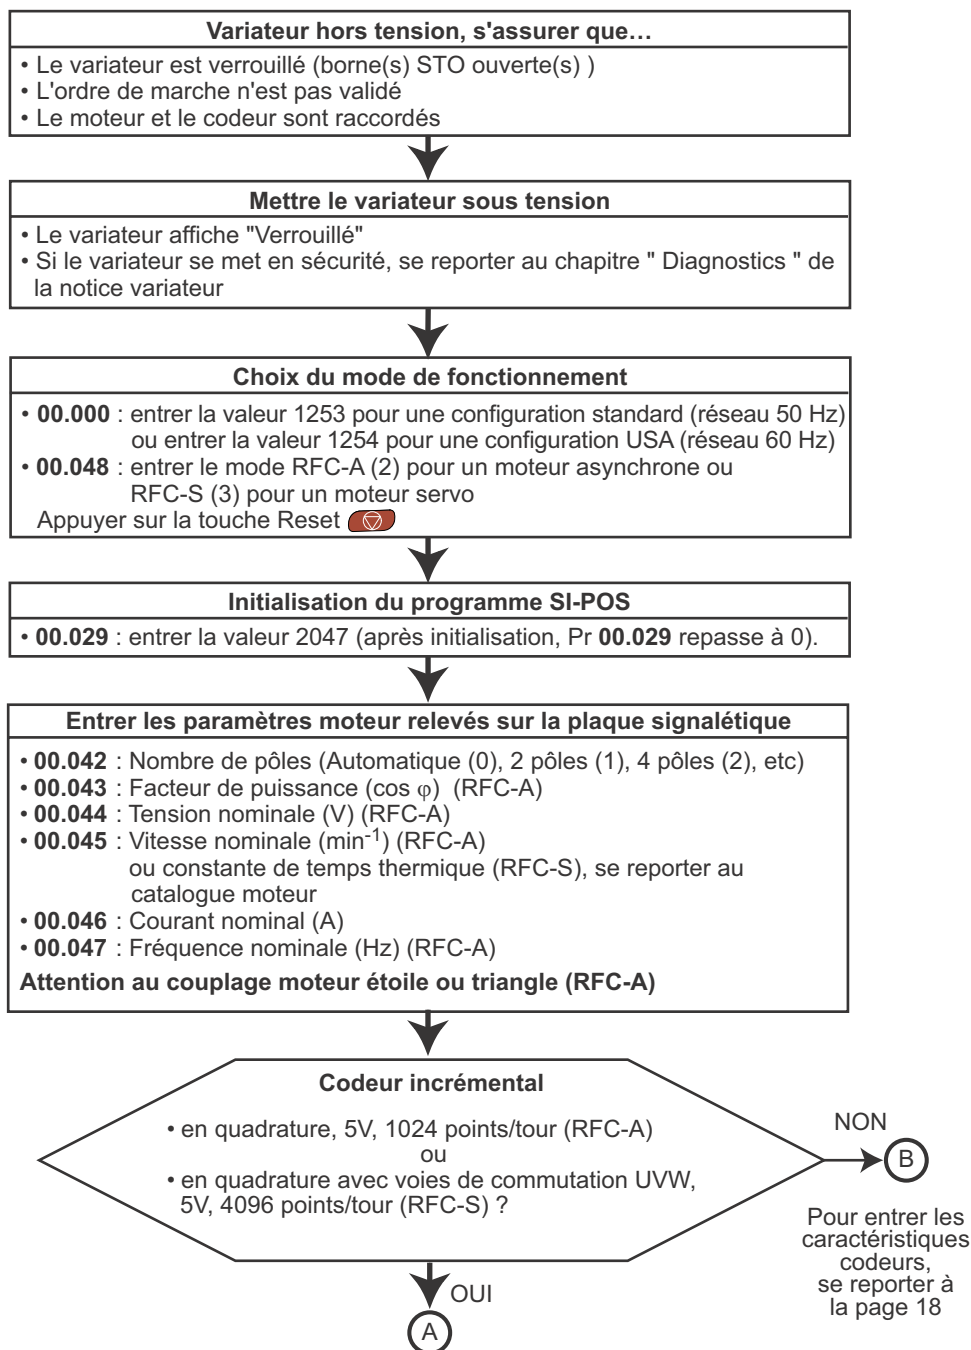 Variateur hors tension, s'assurer que…
• Le variateur est verrouillé (borne(s) STO ouverte(s) )
• L'ordre de marche n'est pas validé
• Le moteur et le codeur sont raccordés
Mettre le variateur sous tension
• Le variateur affiche "Verrouillé"
• Si le variateur se met en sécurité, se reporter au chapitre " Diagnostics " de
la notice variateur
Choix du mode de fonctionnement
• 00.000 : entrer la valeur 1253 pour une configuration standard (réseau 50 Hz)
ou entrer la valeur 1254 pour une configuration USA (réseau 60 Hz)
• 00.048 : entrer le mode RFC-A (2) pour un moteur asynchrone ou
RFC-S (3) pour un moteur servo
Appuyer sur la touche Reset
Initialisation du programme SI-POS
• 00.029 : entrer la valeur 2047 (après initialisation, Pr 00.029 repasse à 0).
Entrer les paramètres moteur relevés sur la plaque signalétique
• 00.042 : Nombre de pôles (Automatique (0), 2 pôles (1), 4 pôles (2), etc)
• 00.043 : Facteur de puissance (cos φ) (RFC-A)
• 00.044 : Tension nominale (V) (RFC-A)
• 00.045 : Vitesse nominale (min-1) (RFC-A)
ou constante de temps thermique (RFC-S), se reporter au
catalogue moteur
• 00.046 : Courant nominal (A)
• 00.047 : Fréquence nominale (Hz) (RFC-A)
Attention au couplage moteur étoile ou triangle (RFC-A)
Codeur incrémental
• en quadrature, 5V, 1024 points/tour (RFC-A)
ou
• en quadrature avec voies de commutation UVW,
5V, 4096 points/tour (RFC-S) ?
NON
B
Pour entrer les
caractéristiques
codeurs,
se reporter à
la page 18
OUI
A